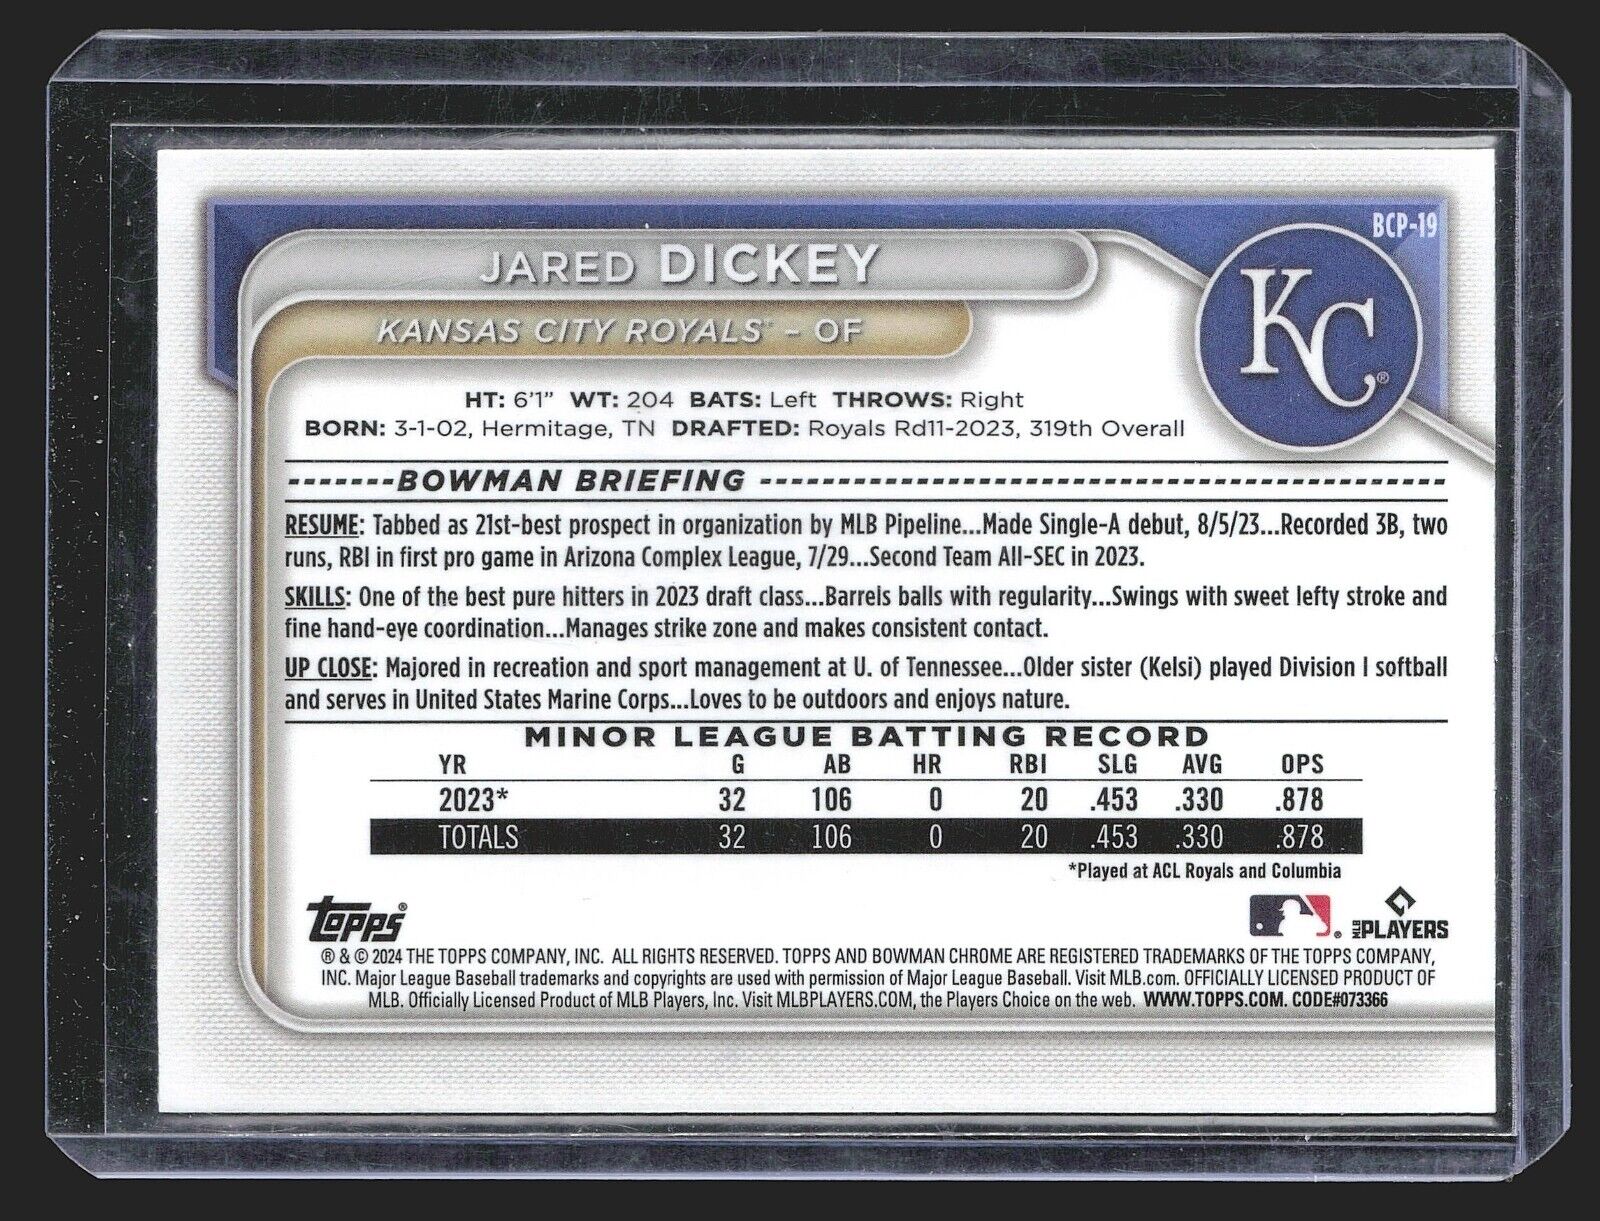 BCP-19
JARED DICKEY
KANSAS CITY ROYALS™ – OF
KC®
HT: 6'1" WT: 204 BATS: Left THROWS: Right
BORN: 3-1-02, Hermitage, TN DRAFTED: Royals Rd11-2023, 319th Overall
BOWMAN BRIEFING
RESUME: Tabbed as 21st-best prospect in organization by MLB Pipeline...Made Single-A debut, 8/5/23...Recorded 3B, two
runs, RBI in first pro game in Arizona Complex League, 7/29...Second Team All-SEC in 2023.
SKILLS: One of the best pure hitters in 2023 draft class...Barrels balls with regularity...Swings with sweet lefty stroke and
fine hand-eye coordination...Manages strike zone and makes consistent contact.
UP CLOSE: Majored in recreation and sport management at U. of Tennessee...Older sister (Kelsi) played Division I softball
and serves in United States Marine Corps...Loves to be outdoors and enjoys nature.
MINOR LEAGUE BATTING RECORD
YR G AB HR RBI SLG AVG OPS
2023* 32 106 0 20 .453 .330 .878
TOTALS 32 106 0 20 .453 .330 .878
*Played at ACL Royals and Columbia
Topps® ® MLB PLAYERS
® & © 2024 THE TOPPS COMPANY, INC. ALL RIGHTS RESERVED. TOPPS AND BOWMAN CHROME ARE REGISTERED TRADEMARKS OF THE TOPPS COMPANY,
INC. Major League Baseball trademarks and copyrights are used with permission of Major League Baseball. Visit MLB.com. OFFICIALLY LICENSED PRODUCT OF
MLB. Officially Licensed Product of MLB Players, Inc. Visit MLBPLAYERS.COM, the Players Choice on the web. WWW.TOPPS.COM. CODE#073366